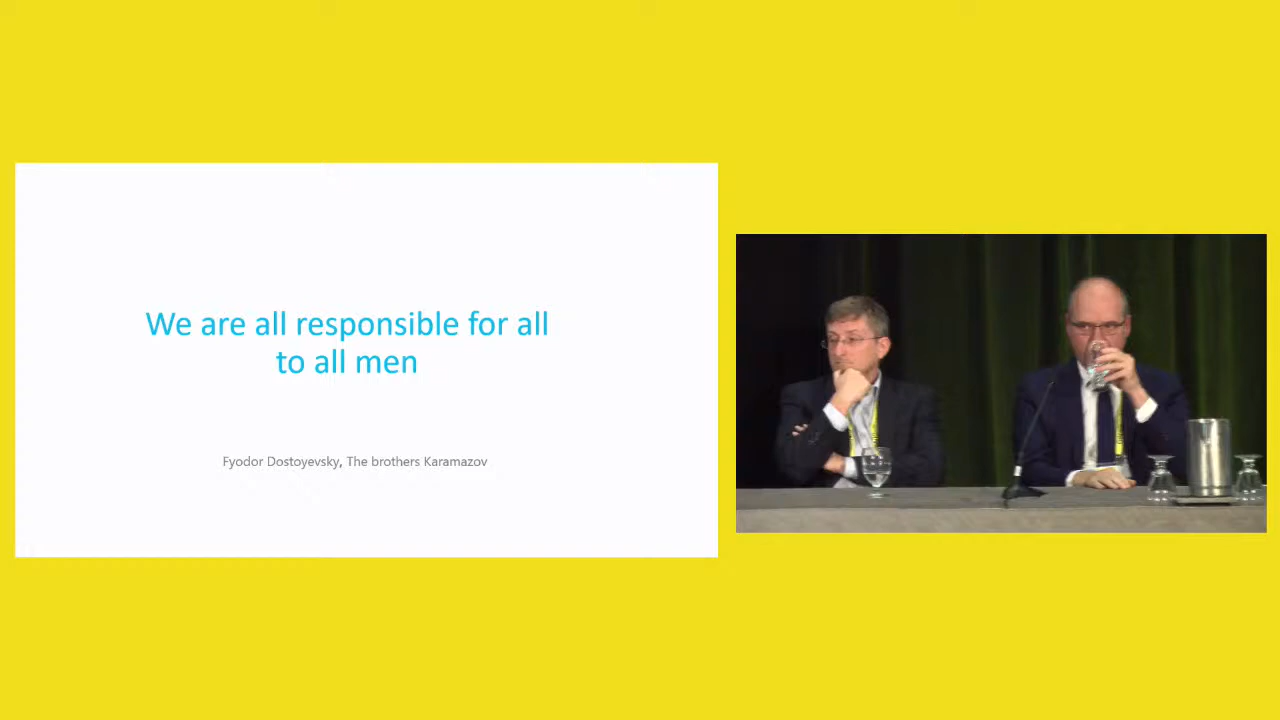 We are all responsible for all
to all men
Fyodor Dostoyevsky, The brothers Karamazov